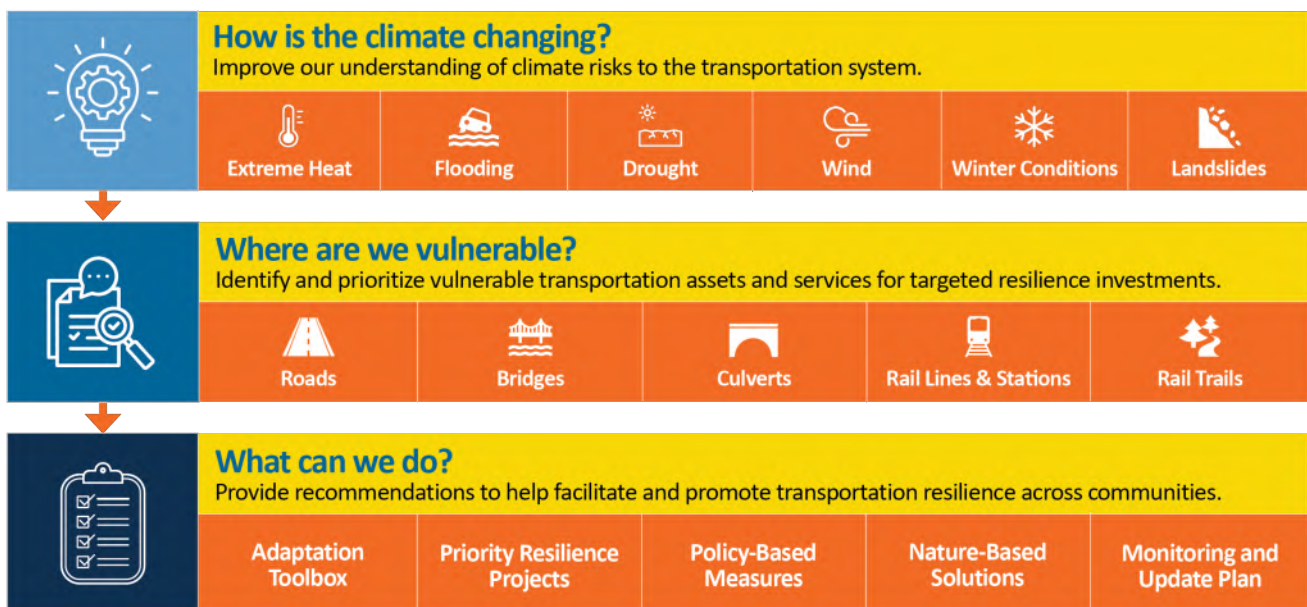 How is the climate changing?
Improve our understanding of climate risks to the transportation system.
Extreme Heat
Flooding
Drought
Wind
Winter Conditions
Landslides
Where are we vulnerable?
Identify and prioritize vulnerable transportation assets and services for targeted resilience investments.
Roads
Bridges
Culverts
Rail Lines & Stations
Rail Trails
What can we do?
Provide recommendations to help facilitate and promote transportation resilience across communities.
Adaptation
Toolbox
Priority Resilience
Projects
Policy-Based
Measures
Nature-Based
Solutions
Monitoring and
Update Plan